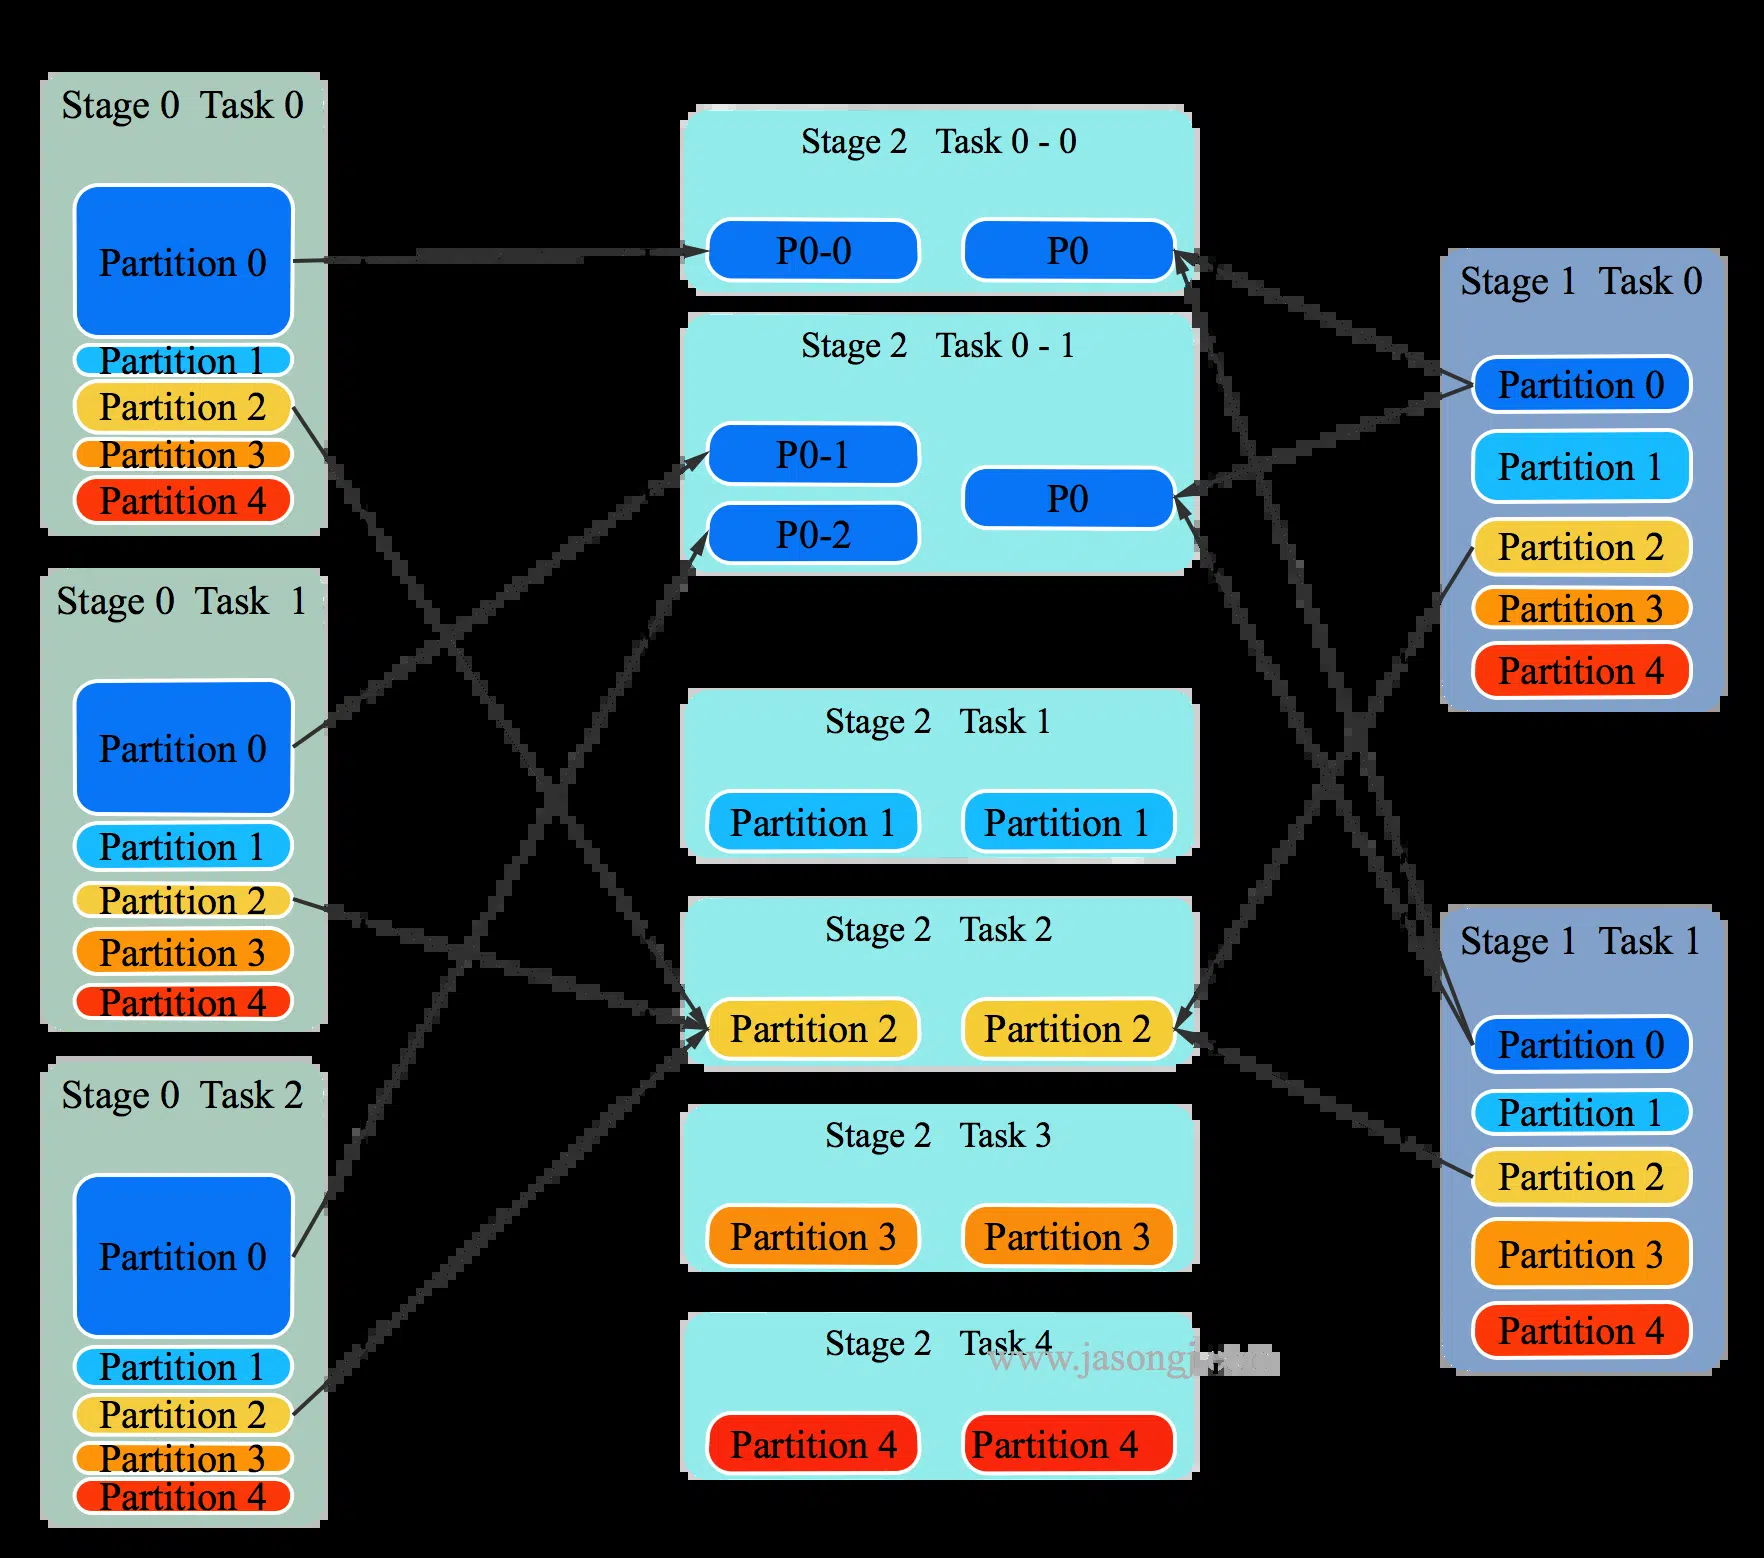 Stage 0 Task 0
Partition 0
Partition 1
Partition 2
Partition 3
Partition 4
Stage 0 Task 1
Partition 0
Partition 1
Partition 2
Partition 3
Partition 4
Stage 0 Task 2
Partition 0
Partition 1
Partition 2
Partition 3
Partition 4
Stage 2 Task 0 - 0
P0-0 P0
Stage 2 Task 0 - 1
P0-1
P0
P0-2
Stage 2 Task 1
Partition 1 Partition 1
Stage 2 Task 2
Partition 2 Partition 2
Stage 2 Task 3
Partition 3 Partition 3
Stage 2 Task 4
Partition 4 Partition 4
Stage 1 Task 0
Partition 0
Partition 1
Partition 2
Partition 3
Partition 4
Stage 1 Task 1
Partition 0
Partition 1
Partition 2
Partition 3
Partition 4